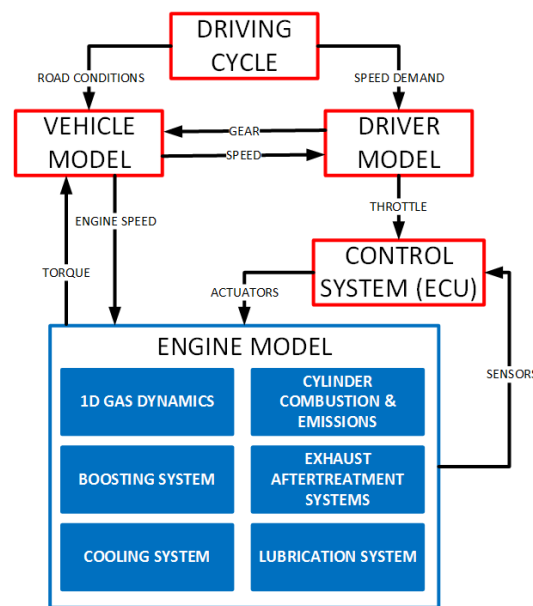 DRIVING
CYCLE
ROAD CONDITIONS
SPEED DEMAND
VEHICLE
MODEL
GEAR
SPEED
DRIVER
MODEL
ENGINE SPEED
THROTTLE
TORQUE
ACTUATORS
CONTROL
SYSTEM (ECU)
SENSORS
ENGINE MODEL
1D GAS DYNAMICS
CYLINDER
COMBUSTION &
EMISSIONS
BOOSTING SYSTEM
EXHAUST
AFTERTREATMENT
SYSTEMS
COOLING SYSTEM
LUBRICATION SYSTEM